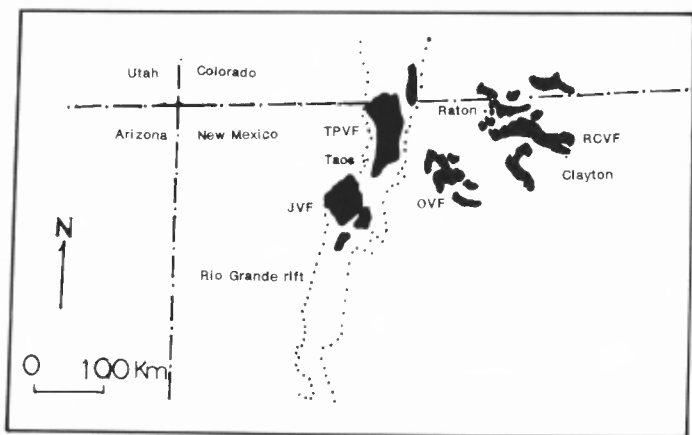 Utah Colorado
Raton
Arizona New Mexico TPVF RCVF
Taos
Clayton
JVF OVF
N
Rio Grande rift
0 100 Km